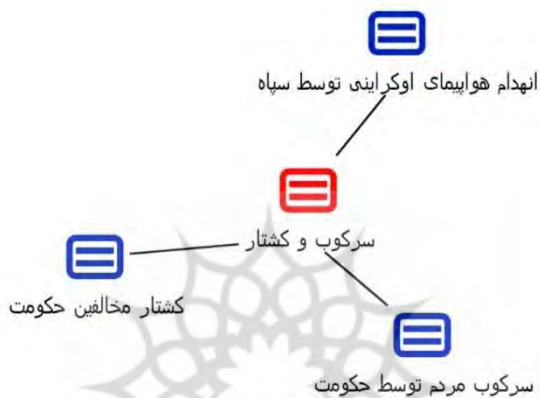 انهدام هواپیمای اوکراینی توسط سپاه
سرکوب و کشتار
کشتار مخالفین حکومت
سرکوب مردم توسط حکومت